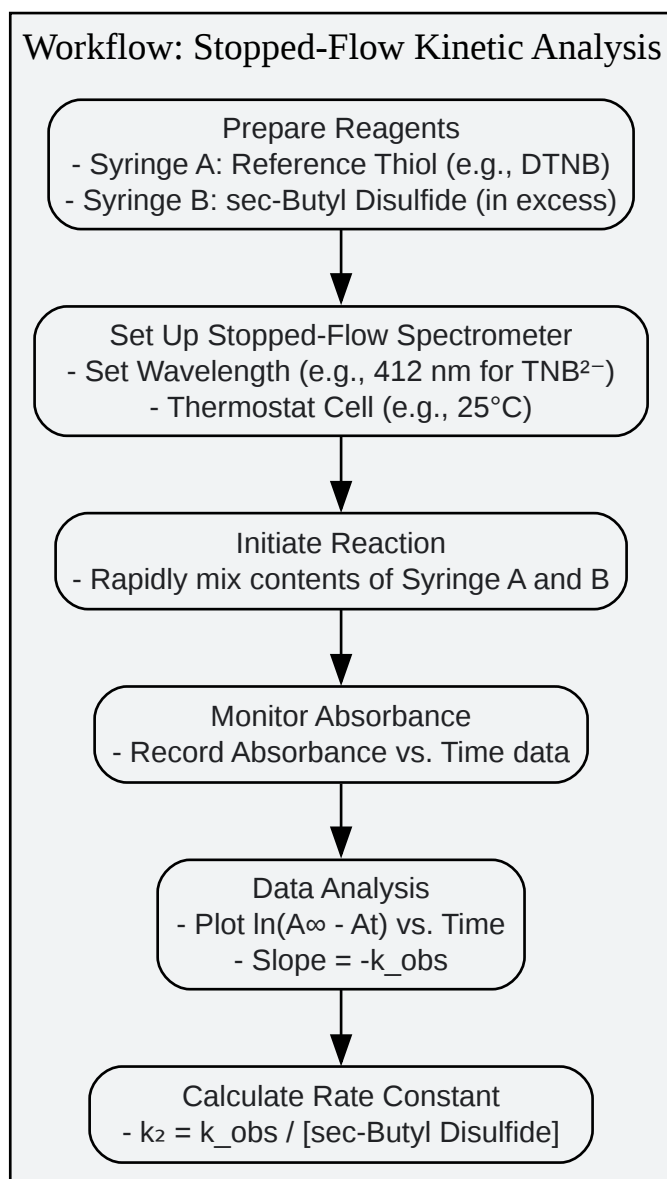 Workflow: Stopped-Flow Kinetic Analysis
Prepare Reagents
- Syringe A: Reference Thiol (e.g., DTNB)
- Syringe B: sec-Butyl Disulfide (in excess)
Set Up Stopped-Flow Spectrometer
- Set Wavelength (e.g., 412 nm for TNB²⁻)
- Thermostat Cell (e.g., 25°C)
Initiate Reaction
- Rapidly mix contents of Syringe A and B
Monitor Absorbance
- Record Absorbance vs. Time data
Data Analysis
- Plot ln(A∞ - At) vs. Time
- Slope = -k_obs
Calculate Rate Constant
- k₂ = k_obs / [sec-Butyl Disulfide]